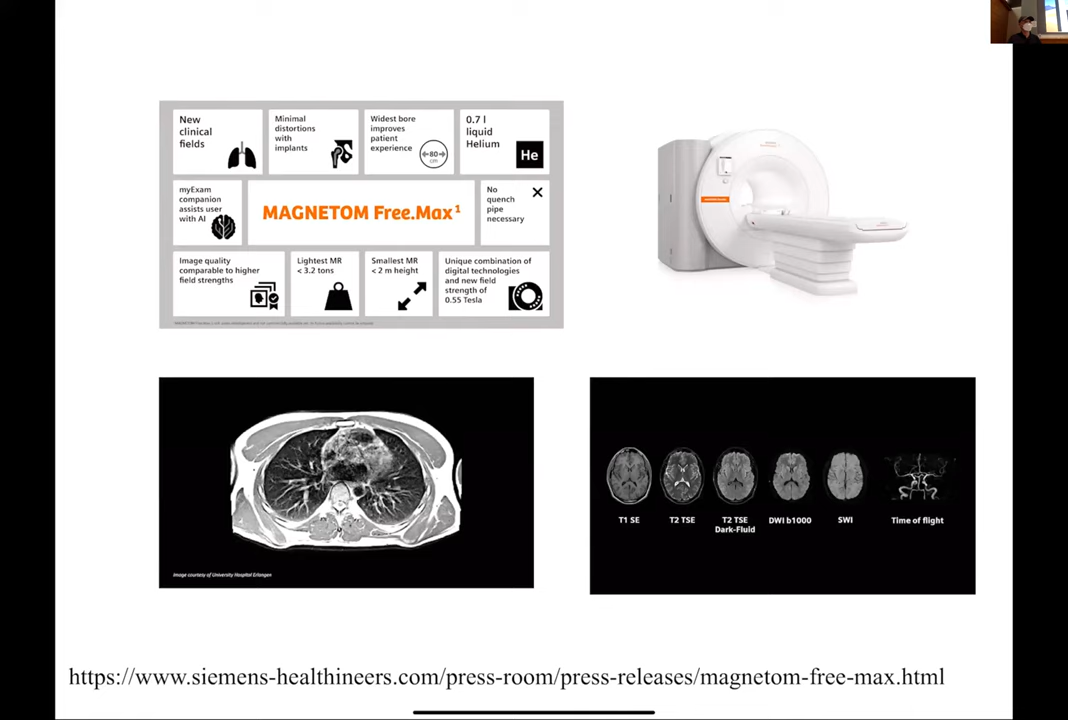 New
clinical
fields
Minimal
distortions
with
implants
Widest bore
improves
patient
experience
80
cm
0.7 l
liquid
Helium
He
myExam
companion
assists user
with AI
MAGNETOM Free.Max¹
No
quench
pipe
necessary
Image quality
comparable to higher
field strengths
Lightest MR
< 3.2 tons
Smallest MR
< 2 m height
Unique combination of
digital technologies
and new field
strength of
0.55 Tesla
Image courtesy of University Hospital Erlangen
T1 SE
T2 TSE
T2 TSE
Dark-Fluid
DWI b1000
SWI
Time of flight
https://www.siemens-healthineers.com/press-room/press-releases/magnetom-free-max.html